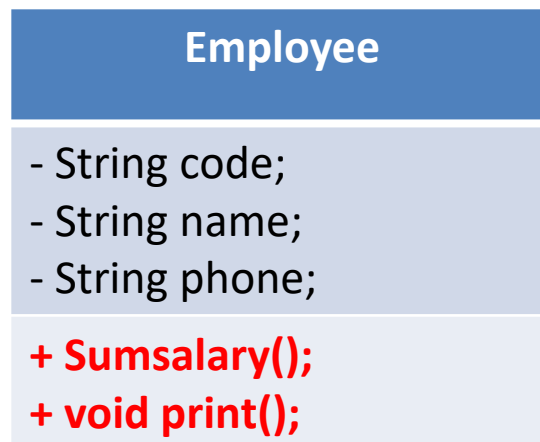 Employee
- String code;
- String name;
- String phone;
+ Sumsalary();
+ void print();